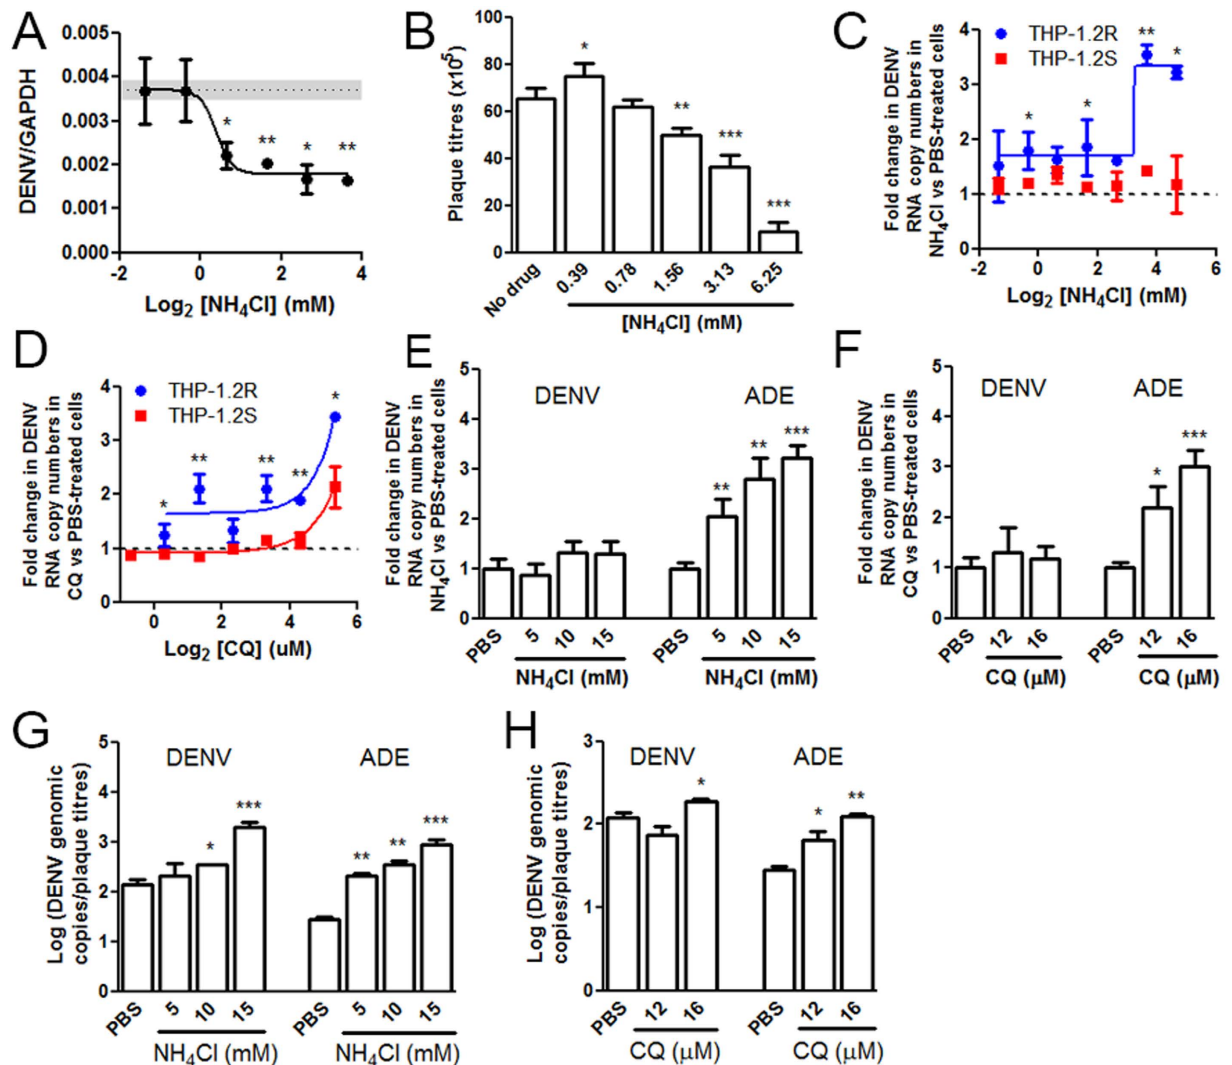 A
DENV/GAPDH
0.005
0.004
0.003
0.002
0.001
0.000
* ** * **
-2 0 2 4
Log2 [NH4Cl] (mM)
B
Plaque titres (x10^5)
100
80
60
40
20
0
* ** *** ***
No drug 0.39 0.78 1.56 3.13 6.25
[NH4Cl] (mM)
C
Fold change in DENV
RNA copy numbers in
NH4Cl vs PBS-treated cells
4
3
2
1
0
THP-1.2R
THP-1.2S
* * ** *
-2 0 2 4 6
Log2 [NH4Cl] (mM)
D
Fold change in DENV
RNA copy numbers in
CQ vs PBS-treated cells
4
3
2
1
0
THP-1.2R
THP-1.2S
* ** ** ** *
0 2 4 6
Log2 [CQ] (uM)
E
Fold change in DENV
RNA copy numbers in
NH4Cl vs PBS-treated cells
5
4
3
2
1
0
DENV ADE
** ** ***
PBS 5 10 15 PBS 5 10 15
NH4Cl (mM) NH4Cl (mM)
F
Fold change in DENV
RNA copy numbers in
CQ vs PBS-treated cells
5
4
3
2
1
0
DENV ADE
* ***
PBS 12 16 PBS 12 16
CQ (μM) CQ (μM)
G
Log (DENV genomic
copies/plaque titres)
5
4
3
2
1
0
DENV ADE
* *** ** ** ***
PBS 5 10 15 PBS 5 10 15
NH4Cl (mM) NH4Cl (mM)
H
Log (DENV genomic
copies/plaque titres)
3
2
1
0
DENV ADE
* * **
PBS 12 16 PBS 12 16
CQ (μM) CQ (μM)